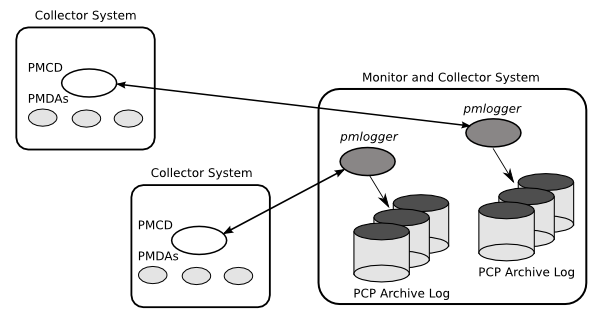 Collector System
PMCD
PMDAs
Monitor and Collector System
pmlogger
pmlogger
Collector System
PMCD
PMDAs
PCP Archive Log
PCP Archive Log